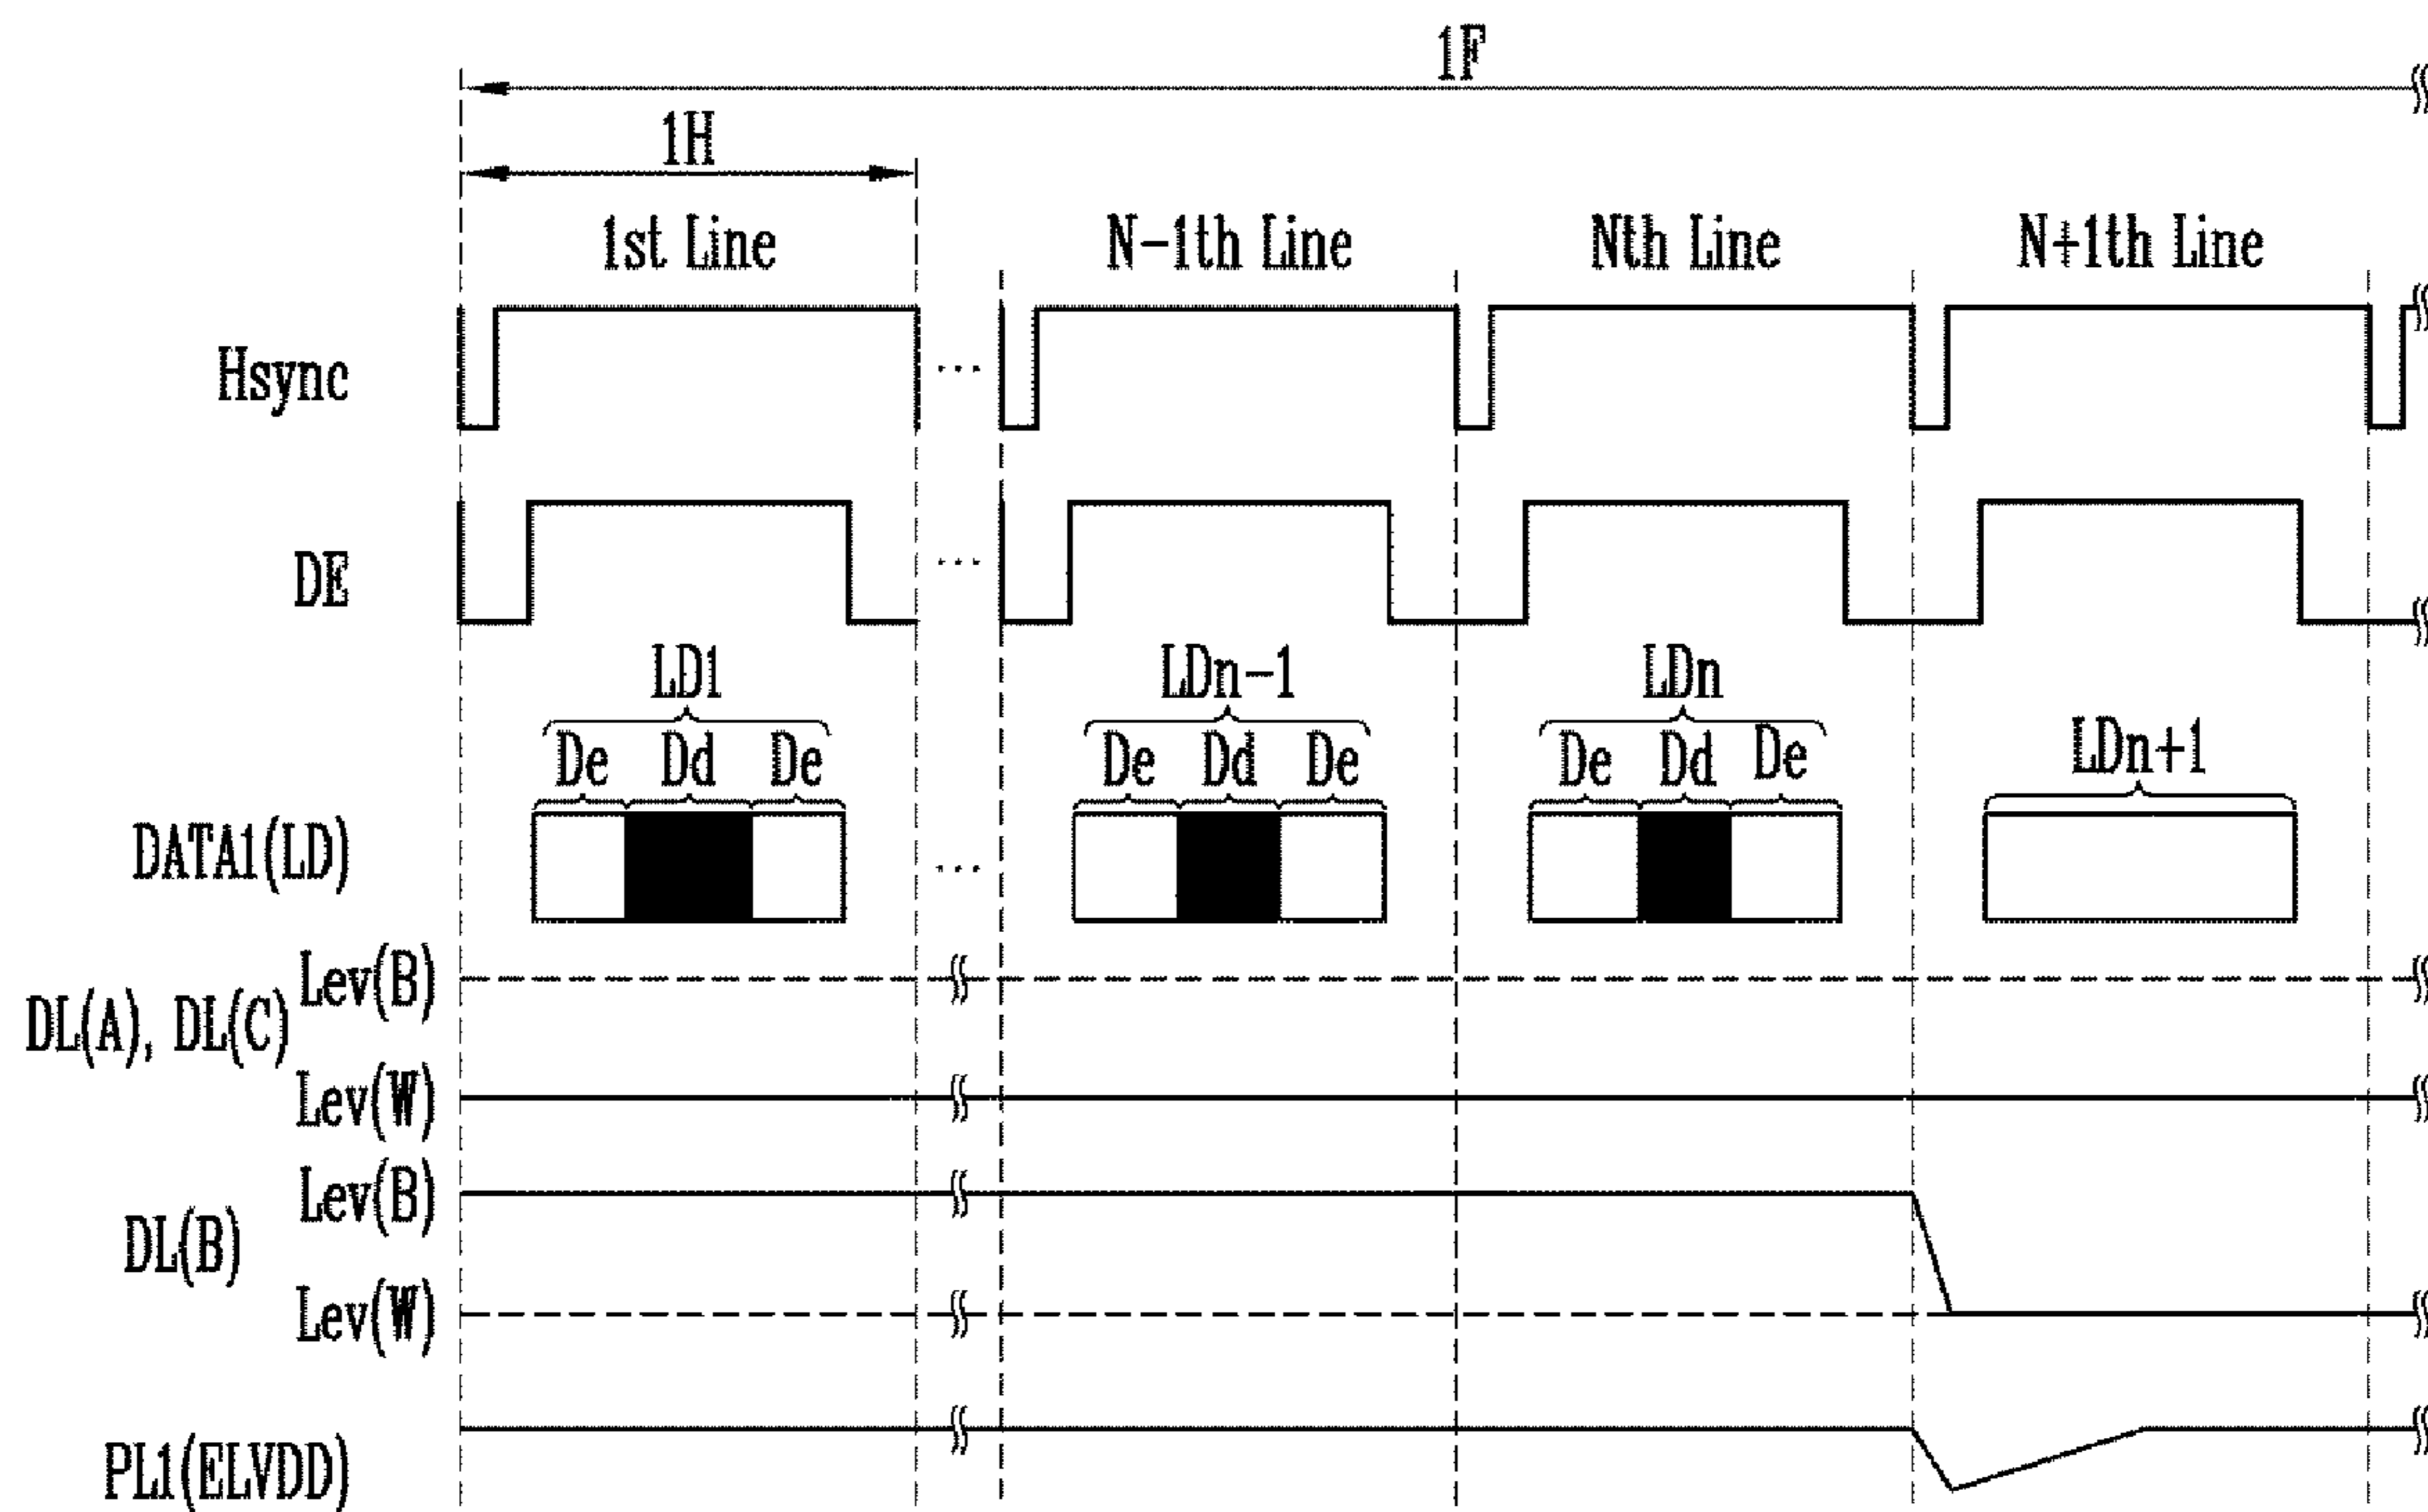 1F
1H
1st Line N-1th Line Nth Line N+1th Line
Hsync ...
DE ...
LD1 LDn-1 LDn
De Dd De De Dd De De Dd De LDn+1
DATA1(LD) ...
Lev(B)
DL(A), DL(C)
Lev(W)
Lev(B)
DL(B)
Lev(W)
PL1(ELVDD)